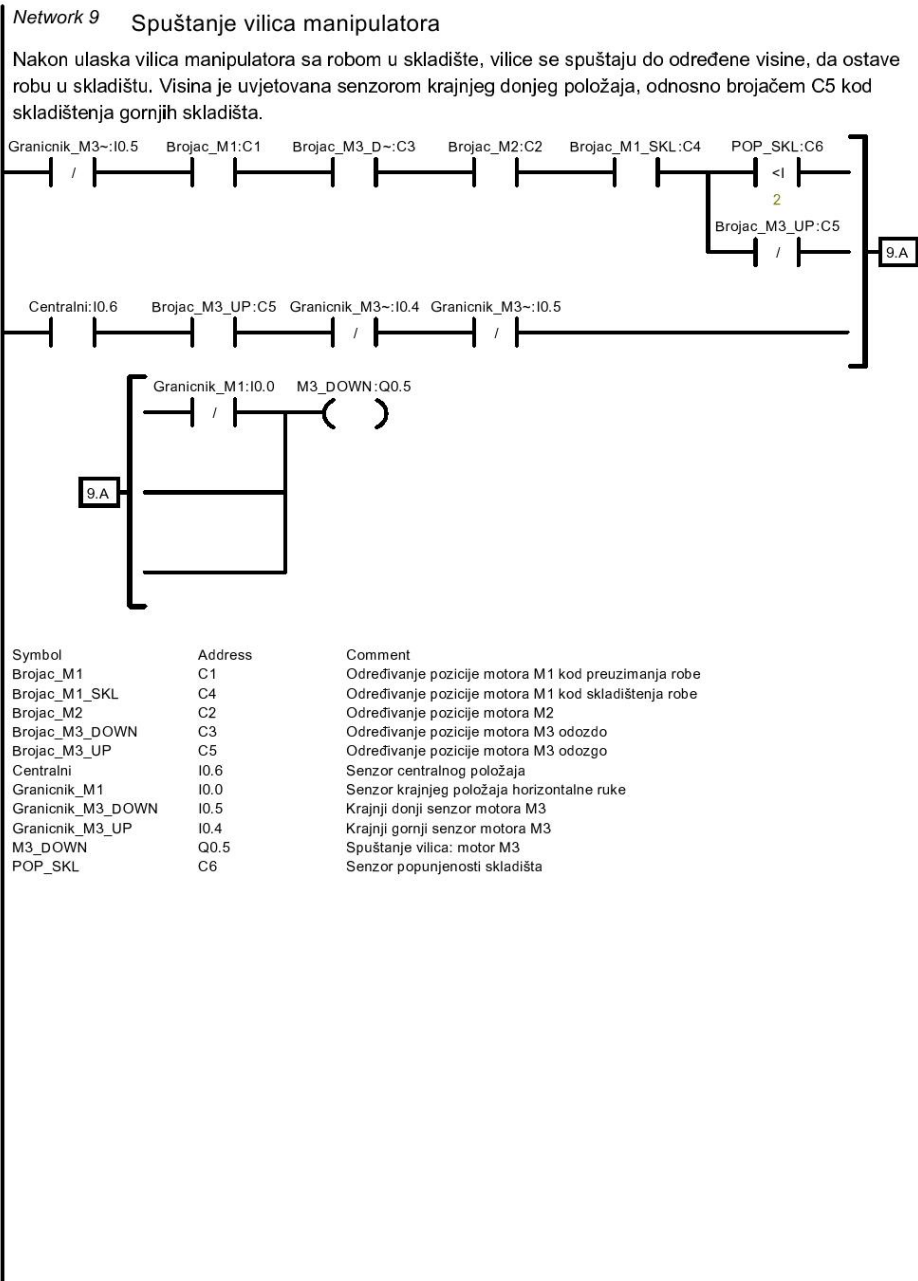 Network 9 Spuštanje vilica manipulatora
Nakon ulaska vilica manipulatora sa robom u skladište, vilice se spuštaju do određene visine, da ostave
robu u skladištu. Visina je uvjetovana senzorom krajnjeg donjeg položaja, odnosno brojačem C5 kod
skladištenja gornjih skladišta.
Granicnik_M3~:I0.5 Brojac_M1:C1 Brojac_M3_D~:C3 Brojac_M2:C2 Brojac_M1_SKL:C4 POP_SKL:C6
/ <I
2
Brojac_M3_UP:C5
/ 9.A
Centralni:I0.6 Brojac_M3_UP:C5 Granicnik_M3~:I0.4 Granicnik_M3~:I0.5
/ /
Granicnik_M1:I0.0 M3_DOWN:Q0.5
/
9.A
Symbol Address Comment
Brojac_M1 C1 Određivanje pozicije motora M1 kod preuzimanja robe
Brojac_M1_SKL C4 Određivanje pozicije motora M1 kod skladištenja robe
Brojac_M2 C2 Određivanje pozicije motora M2
Brojac_M3_DOWN C3 Određivanje pozicije motora M3 odozdo
Brojac_M3_UP C5 Određivanje pozicije motora M3 odozgo
Centralni I0.6 Senzor centralnog položaja
Granicnik_M1 I0.0 Senzor krajnjeg položaja horizontalne ruke
Granicnik_M3_DOWN I0.5 Krajnji donji senzor motora M3
Granicnik_M3_UP I0.4 Krajnji gornji senzor motora M3
M3_DOWN Q0.5 Spuštanje vilica: motor M3
POP_SKL C6 Senzor popunjenosti skladišta